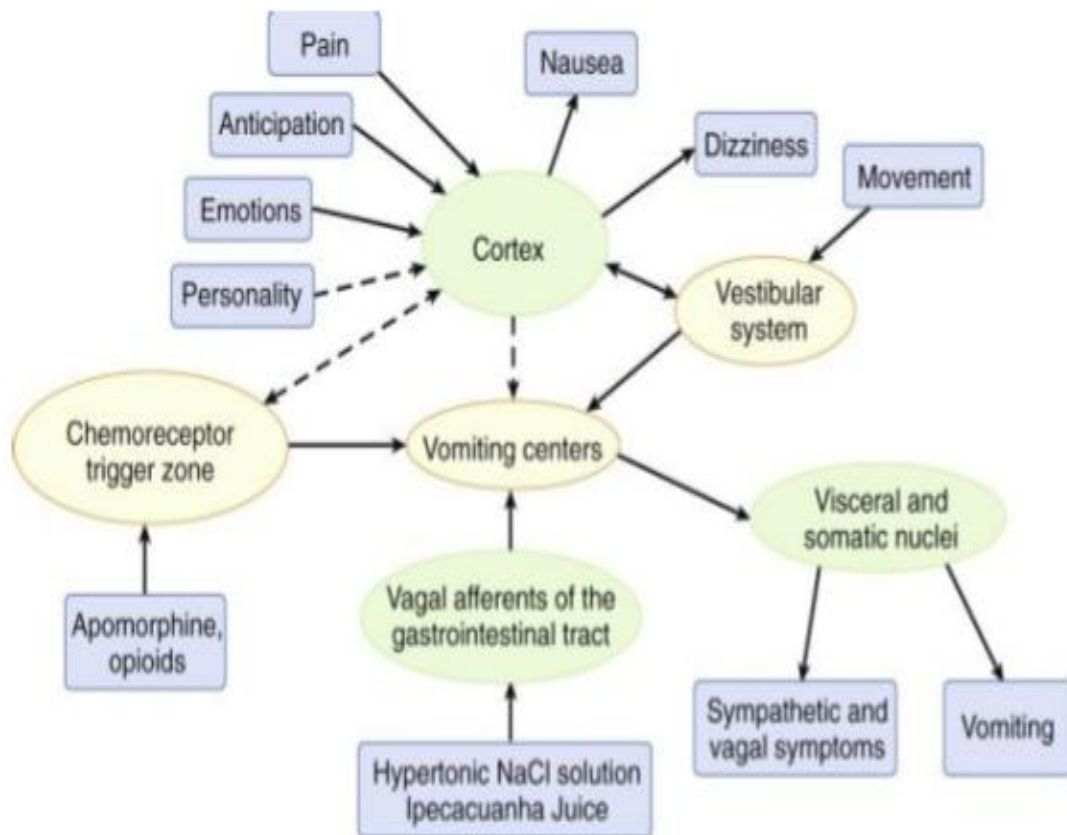 Pain
Nausea
Anticipation
Dizziness
Movement
Emotions
Cortex
Personality
Vestibular
system
Chemoreceptor
trigger zone
Vomiting centers
Visceral and
somatic nuclei
Vagal afferents of the
gastrointestinal tract
Apomorphine,
opioids
Sympathetic and
vagal symptoms
Vomiting
Hypertonic NaCl solution
Ipecacuanha Juice